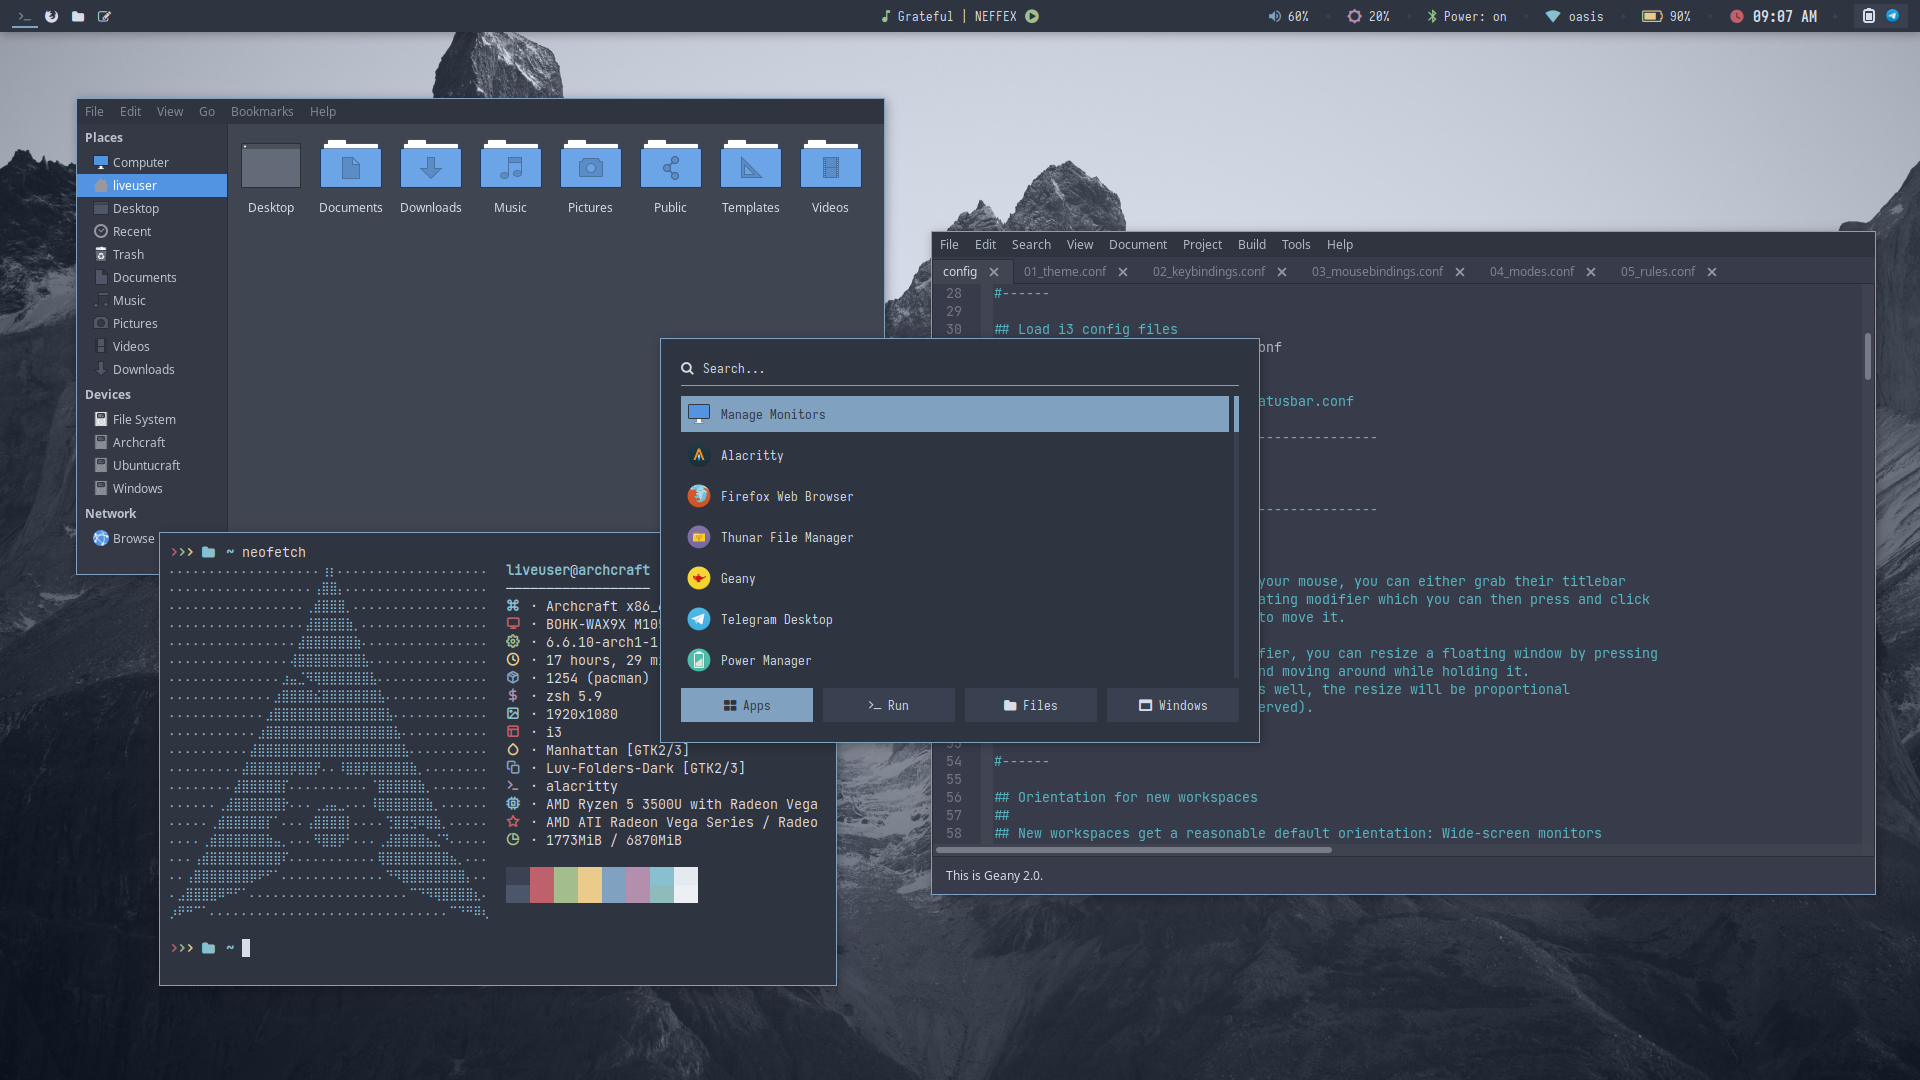 Grateful | NEFFEX
60%
20%
Power: on
oasis
90%
09:07 AM
File Edit View Go Bookmarks Help
Places
Computer
liveuser
Desktop
Recent
Trash
Documents
Music
Pictures
Videos
Downloads
Devices
File System
Archcraft
Ubuntucraft
Windows
Network
Browse
Desktop Documents Downloads Music Pictures Public Templates Videos
File Edit Search View Document Project Build Tools Help
config 01_theme.conf 02_keybindings.conf 03_mousebindings.conf 04_modes.conf 05_rules.conf
28 #------
29
30 ## Load i3 config files
onf
atusbar.conf
---------------
---------------
your mouse, you can either grab their titlebar
ating modifier which you can then press and click
to move it.
fier, you can resize a floating window by pressing
nd moving around while holding it.
s well, the resize will be proportional
erved).
53
54 #------
55
56 ## Orientation for new workspaces
57 ##
58 ## New workspaces get a reasonable default orientation: Wide-screen monitors
This is Geany 2.0.
Search...
Manage Monitors
Alacritty
Firefox Web Browser
Thunar File Manager
Geany
Telegram Desktop
Power Manager
Apps
>_ Run
Files
Windows
>>> ~ neofetch
liveuser@archcraft
· Archcraft x86_
· BOHK-WAX9X M10
· 6.6.10-arch1-1
· 17 hours, 29 m
· 1254 (pacman)
· zsh 5.9
· 1920x1080
· i3
· Manhattan [GTK2/3]
· Luv-Folders-Dark [GTK2/3]
· alacritty
· AMD Ryzen 5 3500U with Radeon Vega
· AMD ATI Radeon Vega Series / Radeo
· 1773MiB / 6870MiB
>>> ~